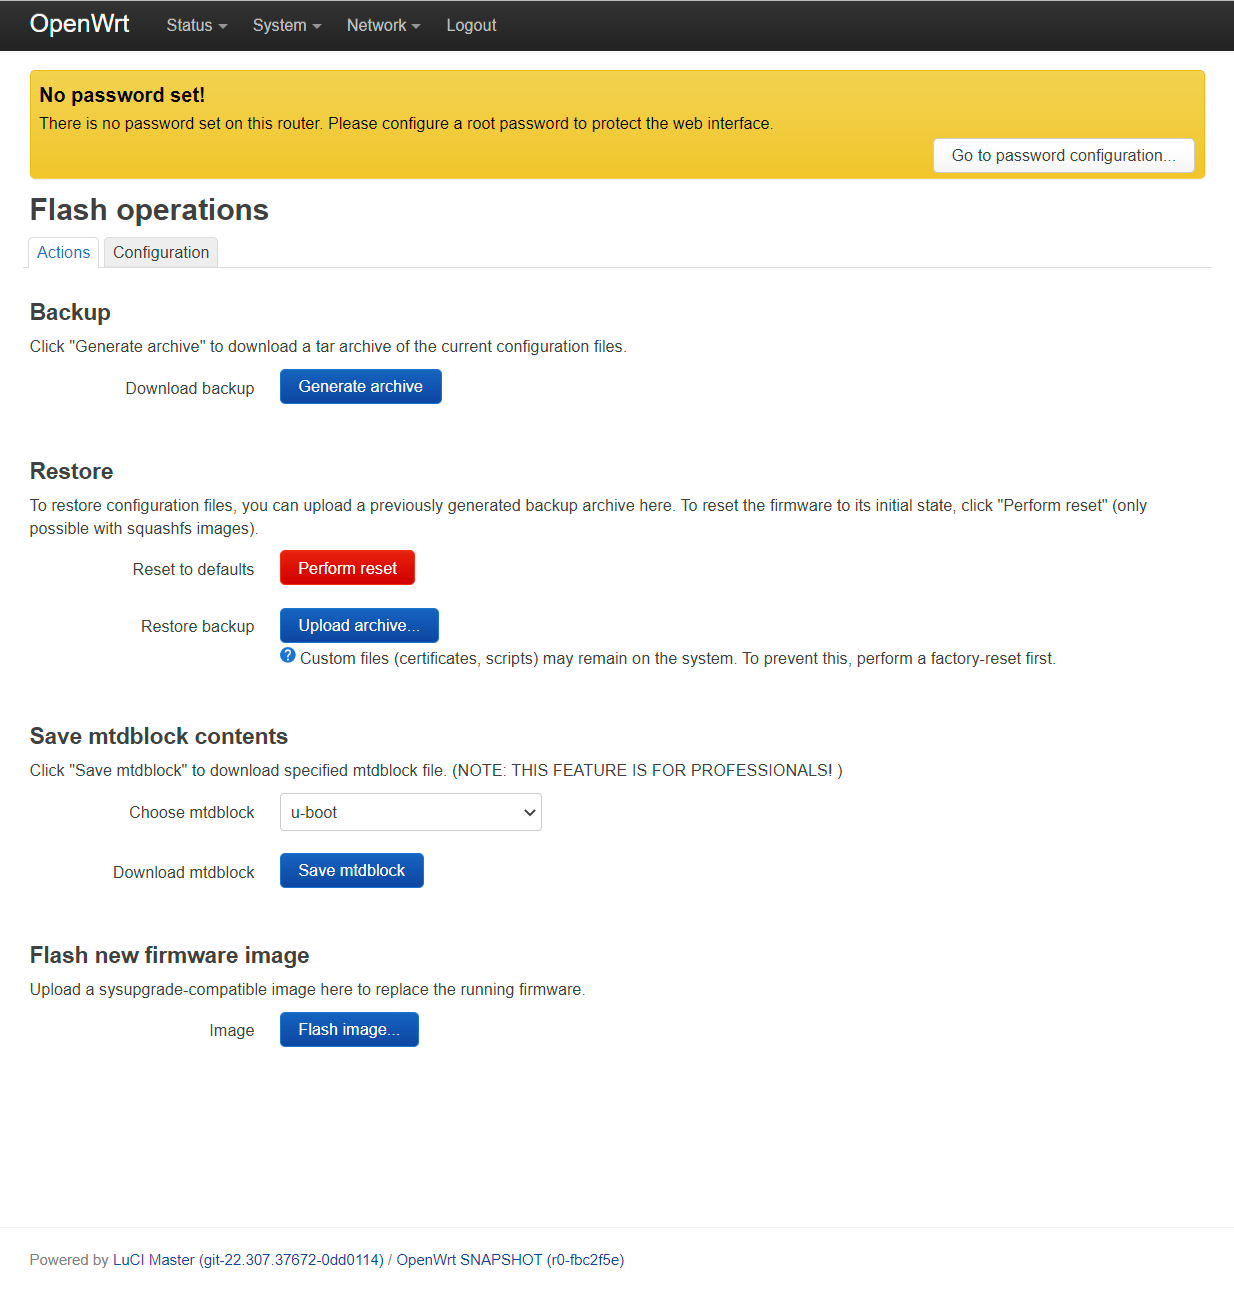 OpenWrt Status System Network Logout
No password set!
There is no password set on this router. Please configure a root password to protect the web interface.
Go to password configuration...
Flash operations
Actions Configuration
Backup
Click "Generate archive" to download a tar archive of the current configuration files.
Download backup Generate archive
Restore
To restore configuration files, you can upload a previously generated backup archive here. To reset the firmware to its initial state, click "Perform reset" (only
possible with squashfs images).
Reset to defaults Perform reset
Restore backup Upload archive...
? Custom files (certificates, scripts) may remain on the system. To prevent this, perform a factory-reset first.
Save mtdblock contents
Click "Save mtdblock" to download specified mtdblock file. (NOTE: THIS FEATURE IS FOR PROFESSIONALS! )
Choose mtdblock u-boot
Download mtdblock Save mtdblock
Flash new firmware image
Upload a sysupgrade-compatible image here to replace the running firmware.
Image Flash image...
Powered by LuCI Master (git-22.307.37672-0dd0114) / OpenWrt SNAPSHOT (r0-fbc2f5e)